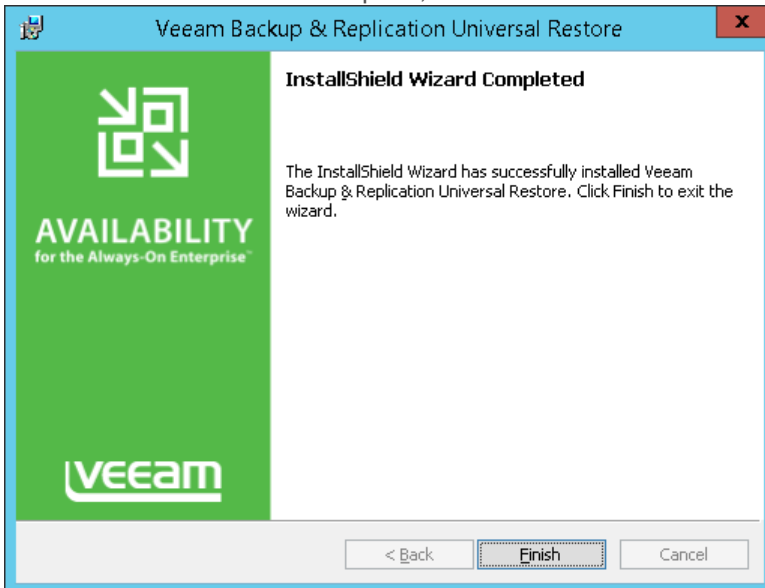 Veeam Backup & Replication Universal Restore
x
InstallShield Wizard Completed
The InstallShield Wizard has successfully installed Veeam
Backup & Replication Universal Restore. Click Finish to exit the
wizard.
AVAILABILITY
for the Always-On Enterprise™
veeam
< Back
Finish
Cancel